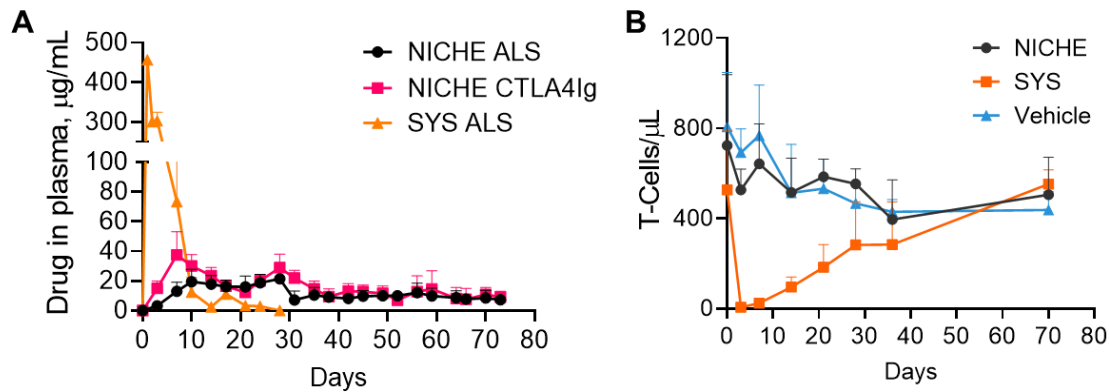 A
Drug in plasma, μg/mL
500
400
300
200
100
80
60
40
20
0
0 10 20 30 40 50 60 70 80
Days
NICHE ALS
NICHE CTLA4Ig
SYS ALS
B
T-Cells/μL
1200
800
400
0
0 10 20 30 40 50 60 70 80
Days
NICHE
SYS
Vehicle